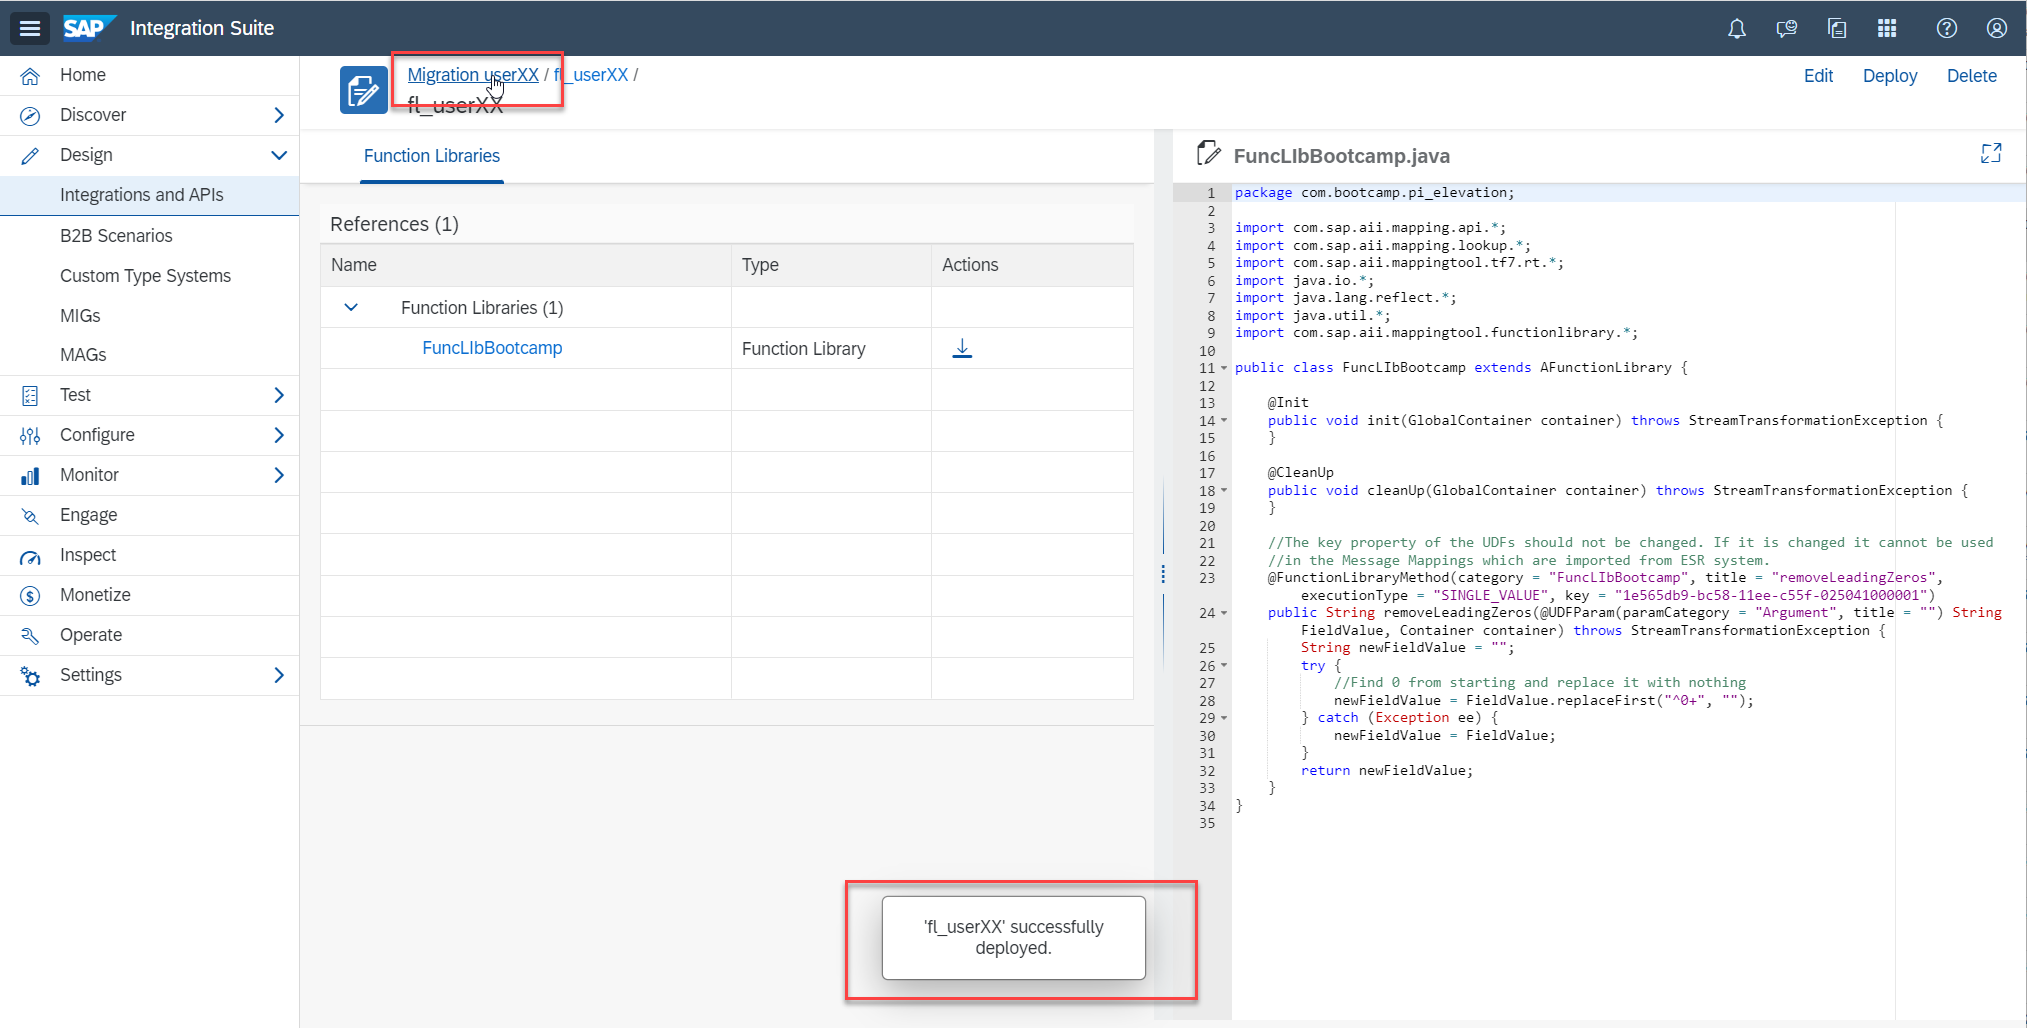 SAP Integration Suite
Home
Discover
Design
Integrations and APIs
B2B Scenarios
Custom Type Systems
MIGs
MAGs
Test
Configure
Monitor
Engage
Inspect
Monetize
Operate
Settings
Migration userXX / fl_userXX /
fl_userXX
Edit Deploy Delete
Function Libraries
References (1)
Name Type Actions
Function Libraries (1)
FuncLIbBootcamp Function Library
'fl_userXX' successfully
deployed.
FuncLIbBootcamp.java
1 package com.bootcamp.pi_elevation;
2
3 import com.sap.aii.mapping.api.*;
4 import com.sap.aii.mapping.lookup.*;
5 import com.sap.aii.mappingtool.tf7.rt.*;
6 import java.io.*;
7 import java.lang.reflect.*;
8 import java.util.*;
9 import com.sap.aii.mappingtool.functionlibrary.*;
10
11 public class FuncLIbBootcamp extends AFunctionLibrary {
12
13 @Init
14 public void init(GlobalContainer container) throws StreamTransformationException {
15 }
16
17 @CleanUp
18 public void cleanUp(GlobalContainer container) throws StreamTransformationException {
19 }
20
21 //The key property of the UDFs should not be changed. If it is changed it cannot be used
22 //in the Message Mappings which are imported from ESR system.
23 @FunctionLibraryMethod(category = "FuncLIbBootcamp", title = "removeLeadingZeros",
executionType = "SINGLE_VALUE", key = "1e565db9-bc58-11ee-c55f-025041000001")
24 public String removeLeadingZeros(@UDFParam(paramCategory = "Argument", title = "") String
FieldValue, Container container) throws StreamTransformationException {
25 String newFieldValue = "";
26 try {
27 //Find 0 from starting and replace it with nothing
28 newFieldValue = FieldValue.replaceFirst("^0+", "");
29 } catch (Exception ee) {
30 newFieldValue = FieldValue;
31 }
32 return newFieldValue;
33 }
34 }
35